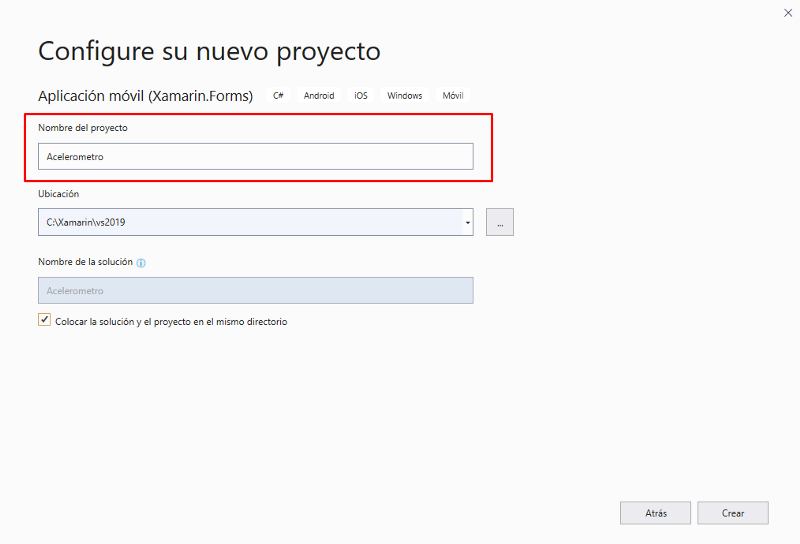 Configure su nuevo proyecto
Aplicación móvil (Xamarin.Forms) C# Android iOS Windows Móvil
Nombre del proyecto
Acelerometro
Ubicación
C:\Xamarin\vs2019 ...
Nombre de la solución
Acelerometro
Colocar la solución y el proyecto en el mismo directorio
Atrás Crear